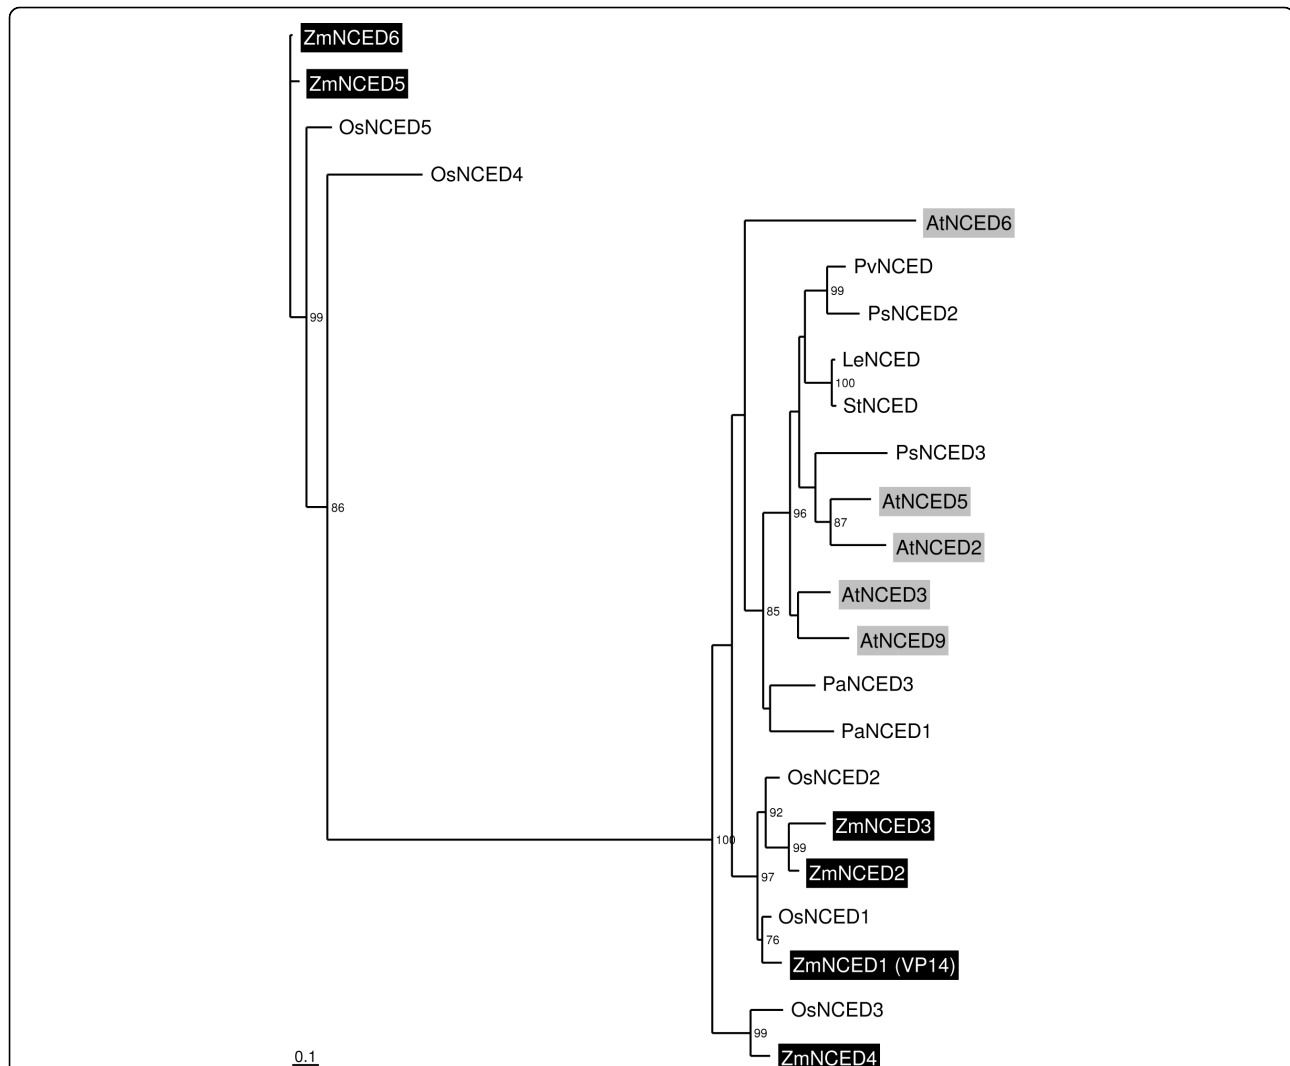 ZmNCED6
ZmNCED5
OsNCED5
OsNCED4
AtNCED6
PvNCED
99
PsNCED2
99
LeNCED
100
StNCED
PsNCED3
AtNCED5
86
96
87
AtNCED2
AtNCED3
85
AtNCED9
PaNCED3
PaNCED1
OsNCED2
92
ZmNCED3
100
99
ZmNCED2
97
OsNCED1
76
ZmNCED1 (VP14)
OsNCED3
99
0.1
ZmNCED4